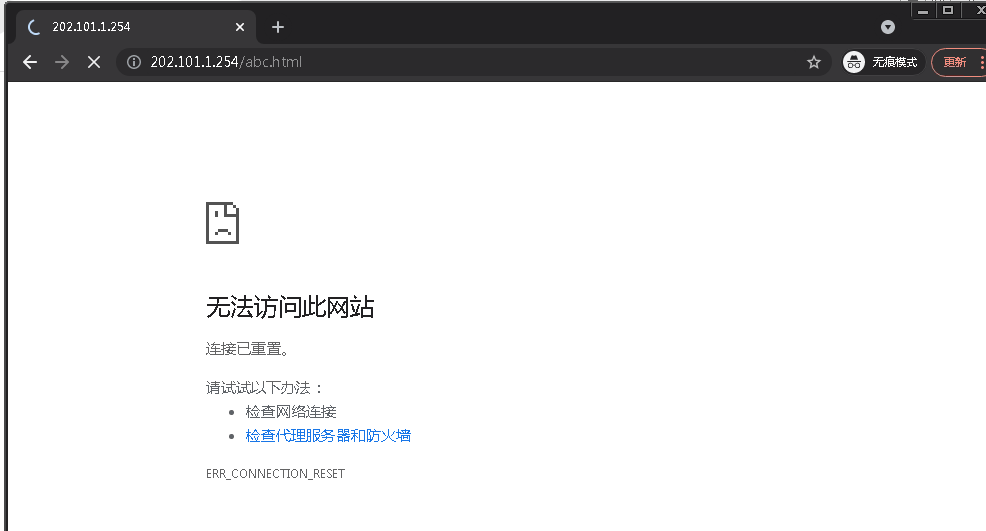 202.101.1.254
202.101.1.254/abc.html
无痕模式
更新
无法访问此网站
连接已重置。
请试试以下办法：
检查网络连接
检查代理服务器和防火墙
ERR_CONNECTION_RESET